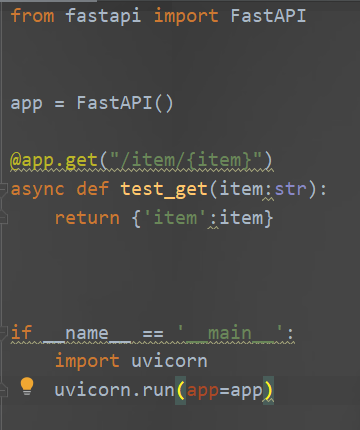 from fastapi import FastAPI
app = FastAPI()
@app.get("/item/{item}")
async def test_get(item:str):
    return {'item':item}
if __name__ == '__main__':
    import uvicorn
    uvicorn.run(app=app)